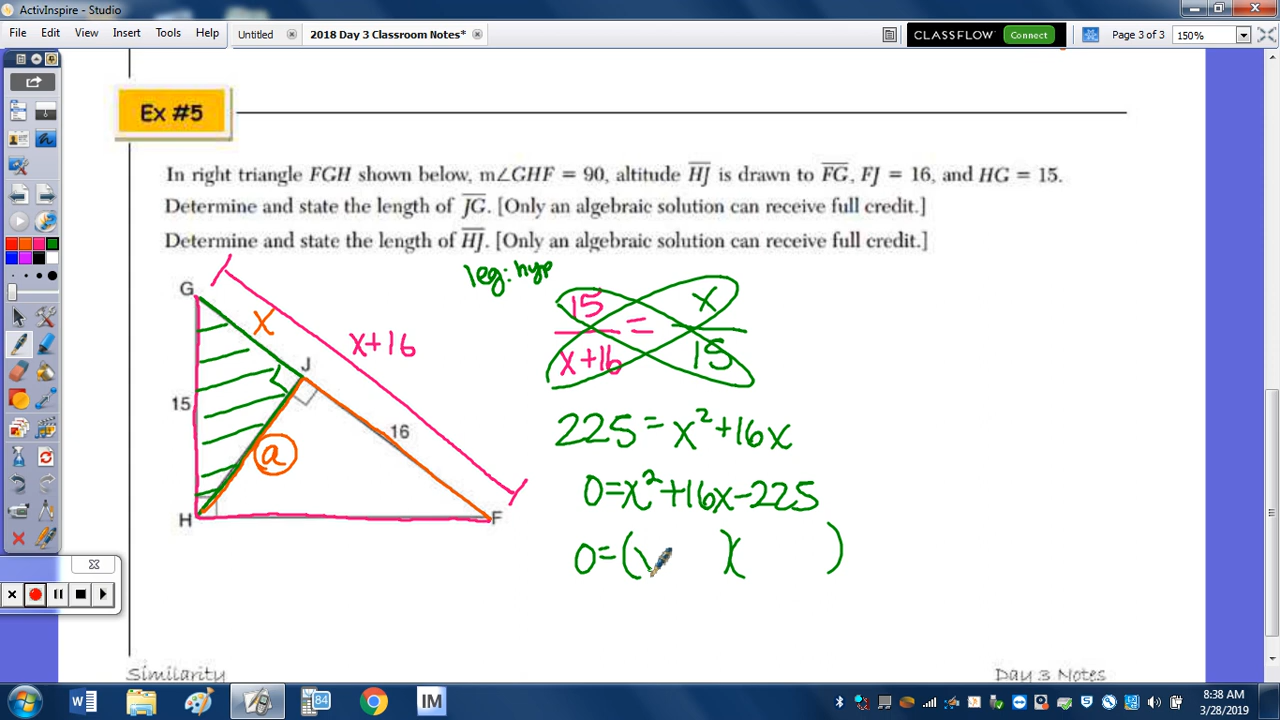 ActivInspire - Studio
File Edit View Insert Tools Help
Untitled
2018 Day 3 Classroom Notes*
CLASSFLOW Connect
Page 3 of 3
150%
Ex #5
In right triangle FGH shown below, m∠GHF = 90, altitude H̅J̅ is drawn to F̅G̅, FJ = 16, and HG = 15.
Determine and state the length of J̅G̅. [Only an algebraic solution can receive full credit.]
Determine and state the length of H̅J̅. [Only an algebraic solution can receive full credit.]
leg: hyp
G
x
x+16
J
15
16
a
H
F
15/x+16 = x/15
225 = x² + 16x
0 = x² + 16x - 225
0 = (x )( )
Similarity
Day 3 Notes
84
IM
8:38 AM
3/28/2019